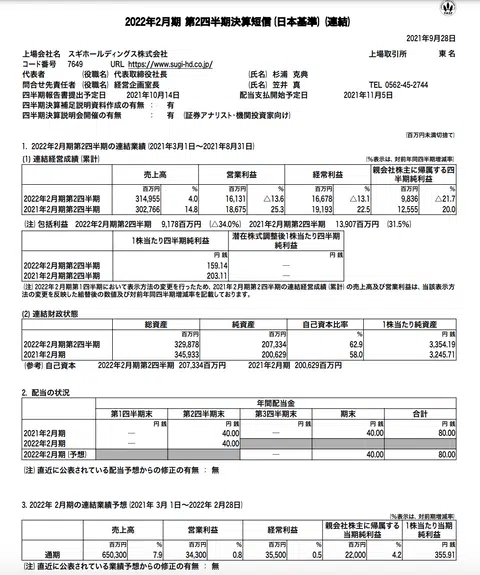 2022年2月期 第2四半期決算短信〔日本基準〕(連結)
2021年9月28日
上場会社名 スギホールディングス株式会社 上場取引所 東 名
コード番号 7649 URL https://www.sugi-hd.co.jp/
代表者 (役職名) 代表取締役社長 (氏名) 杉浦 克典
問合せ先責任者 (役職名) 経営企画室長 (氏名) 笠井 真 TEL 0562-45-2744
四半期報告書提出予定日 2021年10月14日 配当支払開始予定日 2021年11月5日
四半期決算補足説明資料作成の有無 : 有
四半期決算説明会開催の有無 : 有 (証券アナリスト・機関投資家向け)
(百万円未満切捨て)
1. 2022年2月期第2四半期の連結業績(2021年3月1日~2021年8月31日)
(1) 連結経営成績(累計) (%表示は、対前年同四半期増減率)
売上高 営業利益 経常利益 親会社株主に帰属する四半期純利益
百万円 % 百万円 % 百万円 % 百万円 %
2022年2月期第2四半期 314,955 4.0 16,131 △13.6 16,678 △13.1 9,836 △21.7
2021年2月期第2四半期 302,766 14.8 18,675 25.3 19,193 22.5 12,555 20.0
(注) 包括利益 2022年2月期第2四半期 9,178百万円 (△34.0%) 2021年2月期第2四半期 13,907百万円 (31.5%)
1株当たり四半期純利益 潜在株式調整後1株当たり四半期純利益
円 銭 円 銭
2022年2月期第2四半期 159.14 ―
2021年2月期第2四半期 203.11 ―
(注) 2022年2月期第1四半期において表示方法の変更を行ったため、2021年2月期第2四半期の連結経営成績(累計)の売上高及び営業利益は、当該表示方法の変更を反映した組替後の数値及び対前年同四半期増減率を記載しております。
(2) 連結財政状態
総資産 純資産 自己資本比率 1株当たり純資産
百万円 百万円 % 円 銭
2022年2月期第2四半期 329,878 207,334 62.9 3,354.19
2021年2月期 345,933 200,629 58.0 3,245.71
(参考) 自己資本 2022年2月期第2四半期 207,334百万円 2021年2月期 200,629百万円
2. 配当の状況
年間配当金
第1四半期末 第2四半期末 第3四半期末 期末 合計
円 銭 円 銭 円 銭 円 銭 円 銭
2021年2月期 ― 40.00 ― 40.00 80.00
2022年2月期 ― 40.00
2022年2月期(予想) ― 40.00 80.00
(注) 直近に公表されている配当予想からの修正の有無 : 無
3. 2022年 2月期の連結業績予想(2021年 3月 1日~2022年 2月28日)
(%表示は、対前期増減率)
売上高 営業利益 経常利益 親会社株主に帰属する当期純利益 1株当たり当期純利益
百万円 % 百万円 % 百万円 % 百万円 % 円 銭
通期 650,300 7.9 34,300 0.8 35,500 0.5 22,000 4.2 355.91
(注) 直近に公表されている業績予想からの修正の有無 : 無